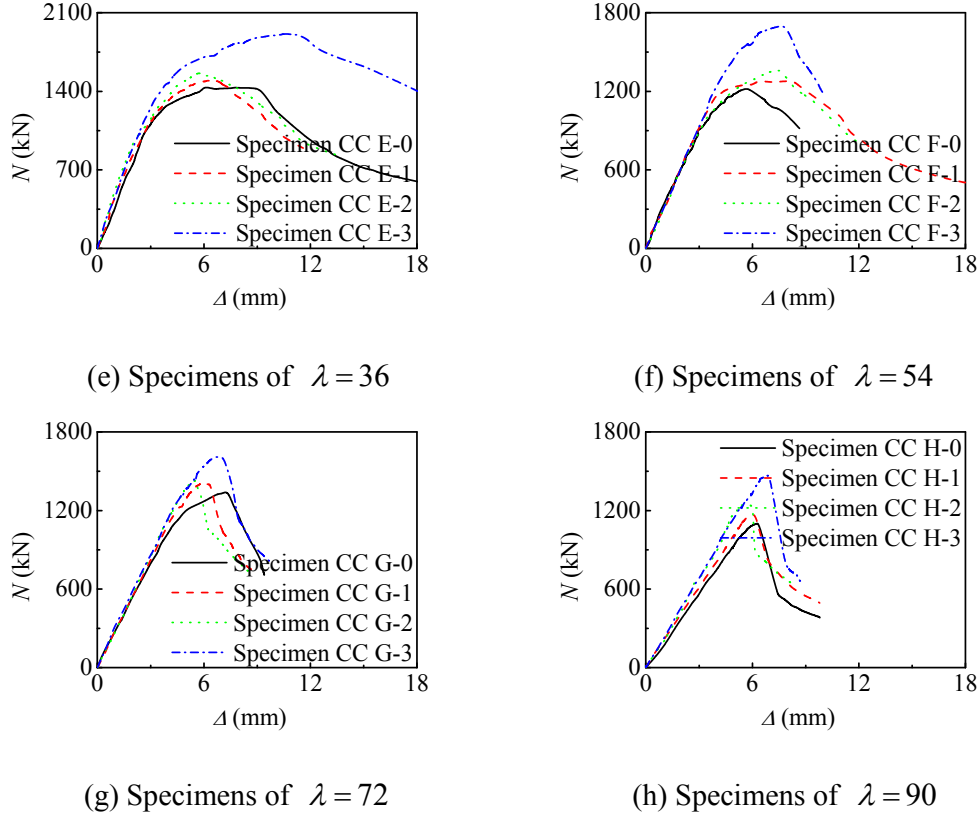 2100
1400
700
0
N (kN)
Specimen CC E-0
Specimen CC E-1
Specimen CC E-2
Specimen CC E-3
0 6 12 18
Δ (mm)
(e) Specimens of λ = 36
1800
1200
600
0
N (kN)
Specimen CC F-0
Specimen CC F-1
Specimen CC F-2
Specimen CC F-3
0 6 12 18
Δ (mm)
(f) Specimens of λ = 54
1800
1200
600
0
N (kN)
Specimen CC G-0
Specimen CC G-1
Specimen CC G-2
Specimen CC G-3
0 6 12 18
Δ (mm)
(g) Specimens of λ = 72
1800
1200
600
0
N (kN)
Specimen CC H-0
Specimen CC H-1
Specimen CC H-2
Specimen CC H-3
0 6 12 18
Δ (mm)
(h) Specimens of λ = 90